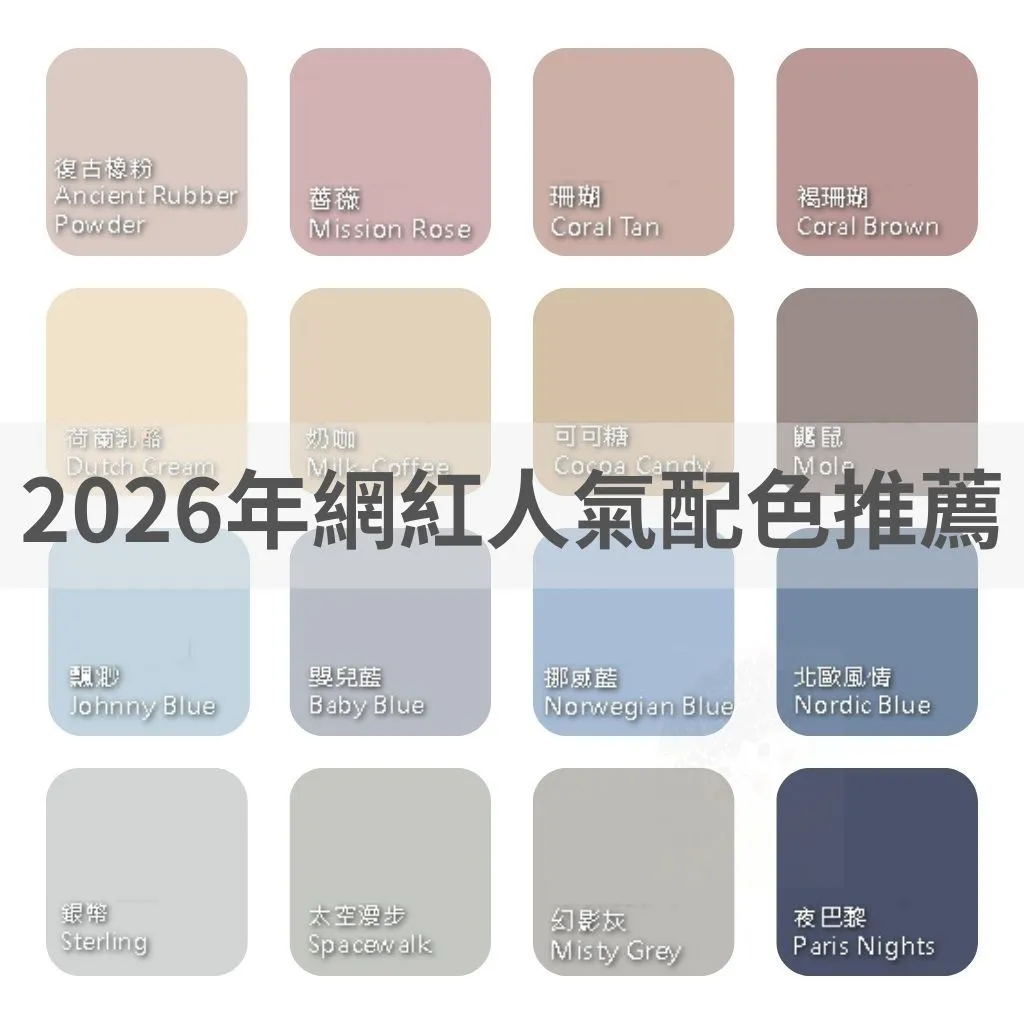 復古橡粉
Ancient Rubber
Powder
薔薇
Mission Rose
珊瑚
Coral Tan
褐珊瑚
Coral Brown
荷蘭乳酪
Dutch Cream
奶咖
Milk-Coffee
可可糖
Cocoa Candy
鼴鼠
Mole
2026年網紅人氣配色推薦
飄渺
Johnny Blue
嬰兒藍
Baby Blue
挪威藍
Norwegian Blue
北歐風情
Nordic Blue
銀幣
Sterling
太空漫步
Spacewalk
幻影灰
Misty Grey
夜巴黎
Paris Nights